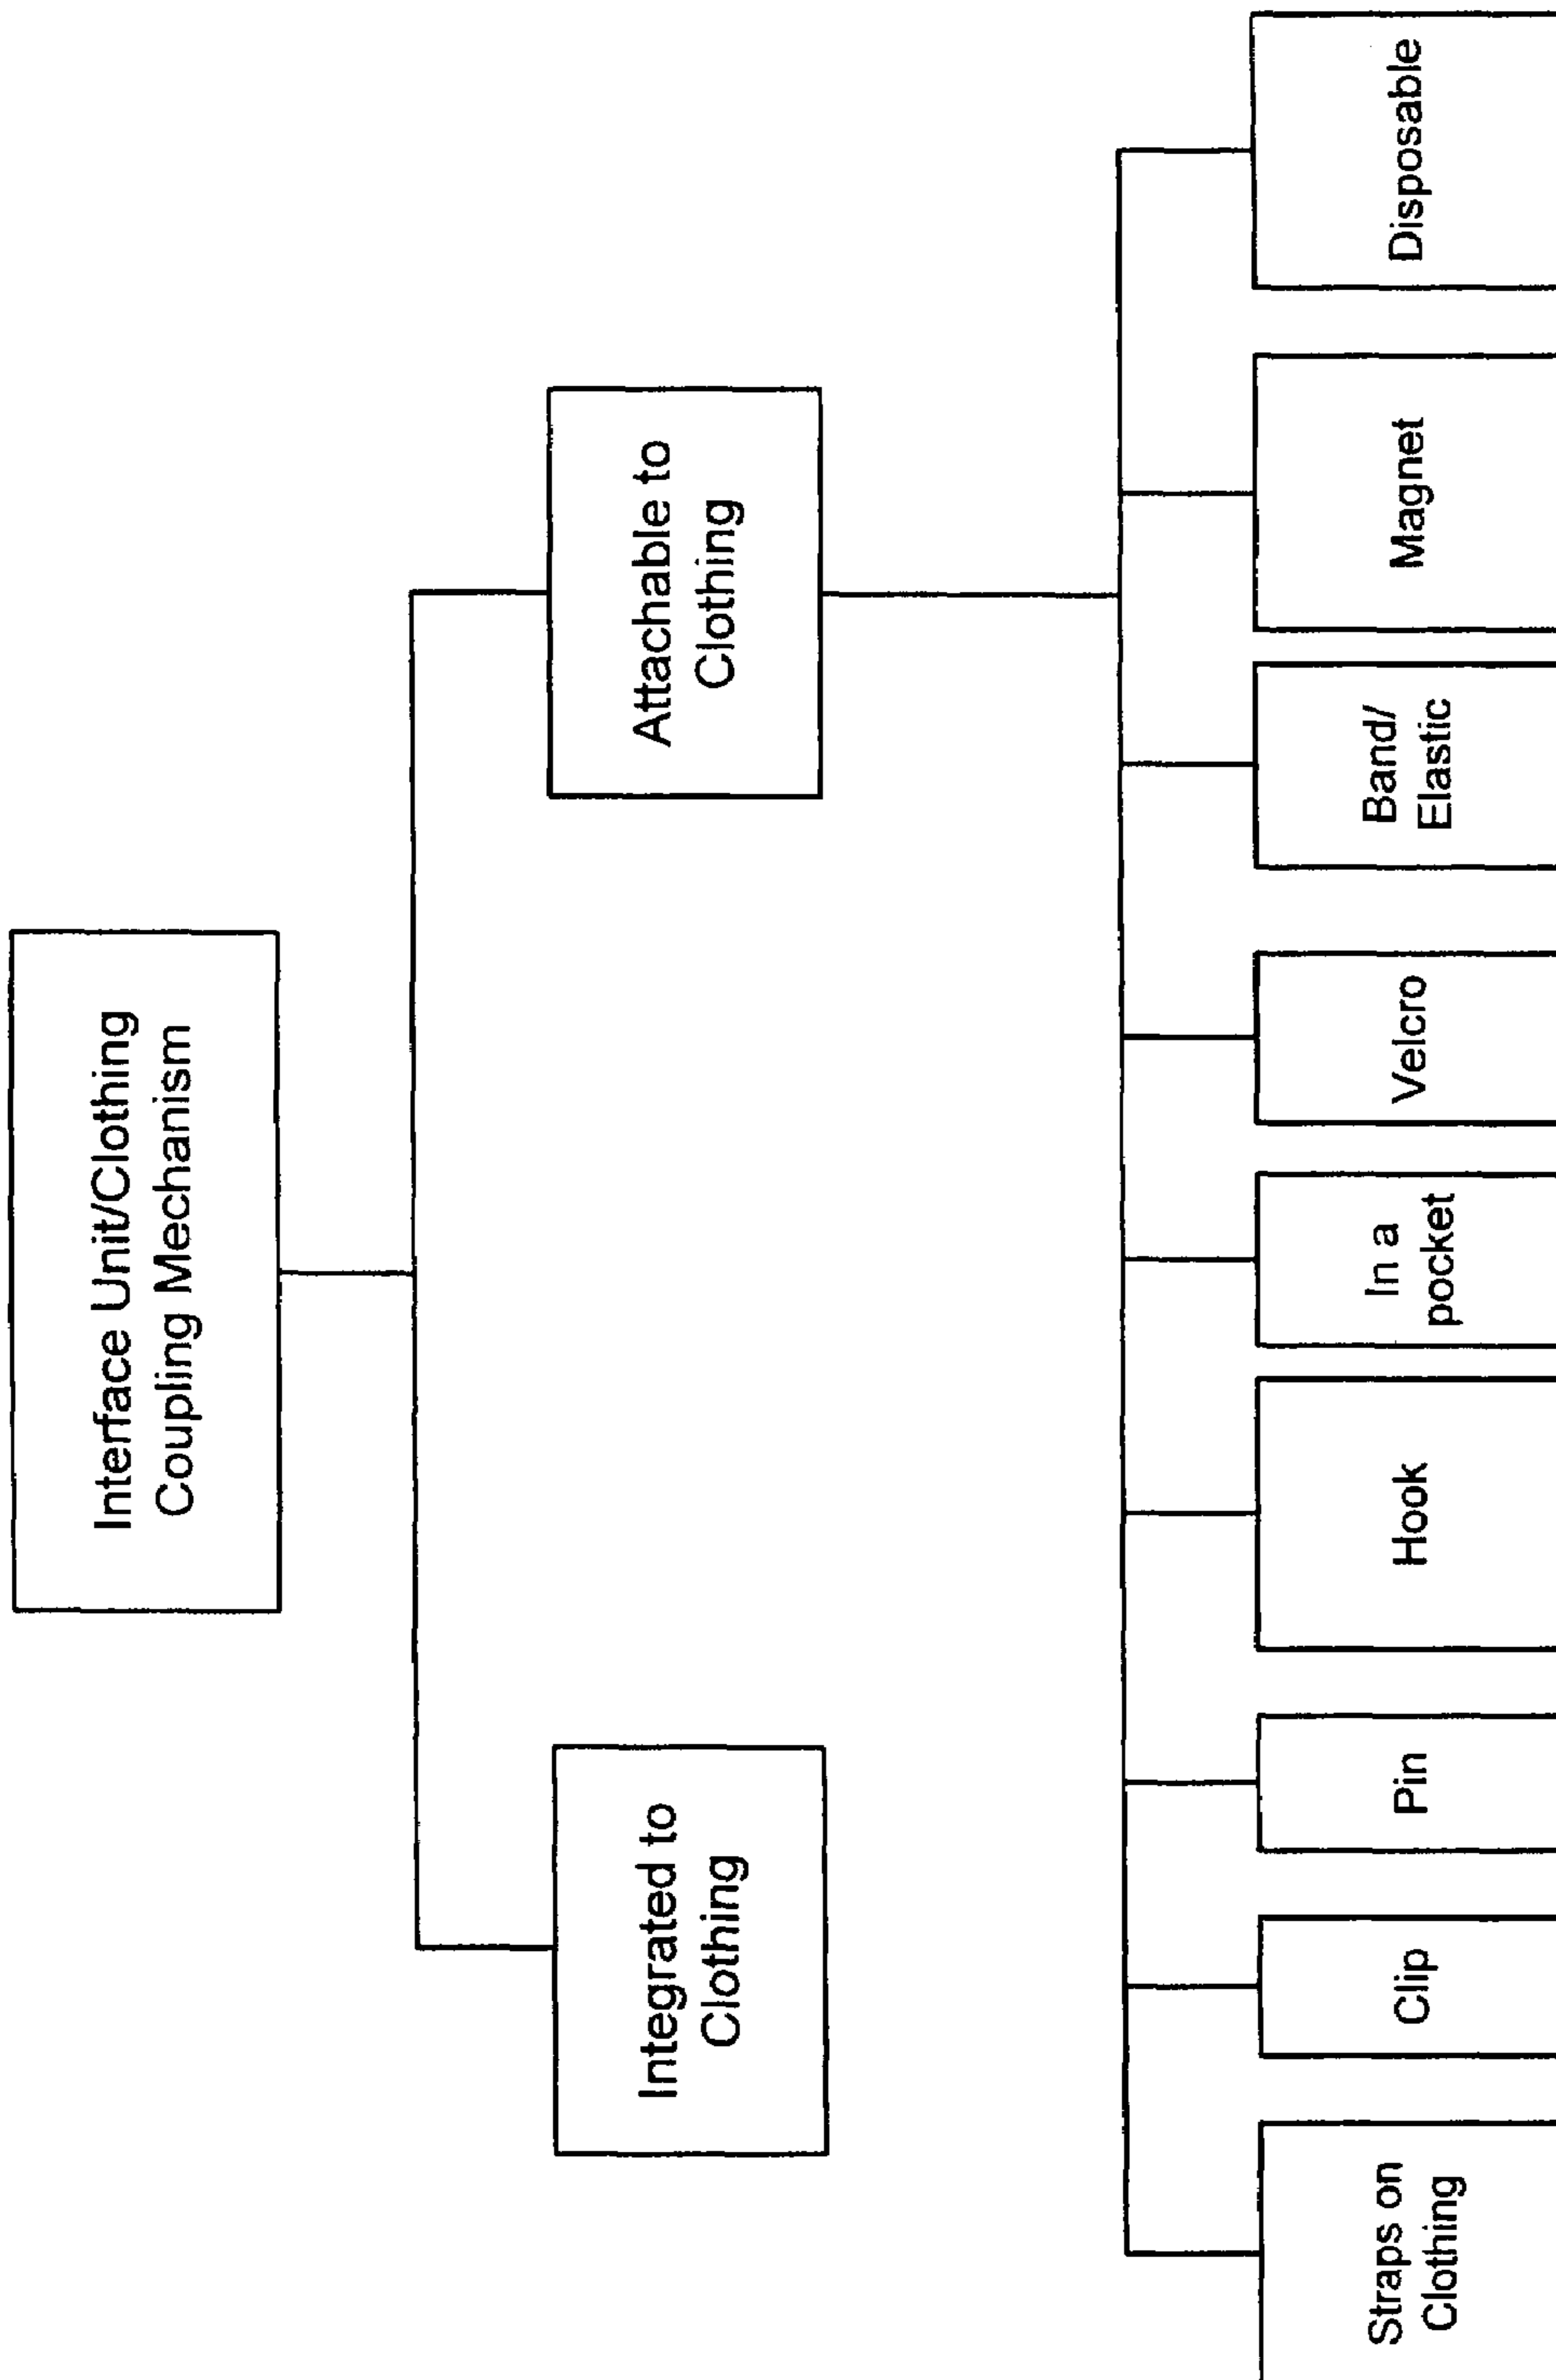 Interface Unit/Clothing
Coupling Mechanism
Integrated to
Clothing
Attachable to
Clothing
Straps on
Clothing
Clip
Pin
Hook
In a
pocket
Velcro
Band/
Elastic
Magnet
Disposable